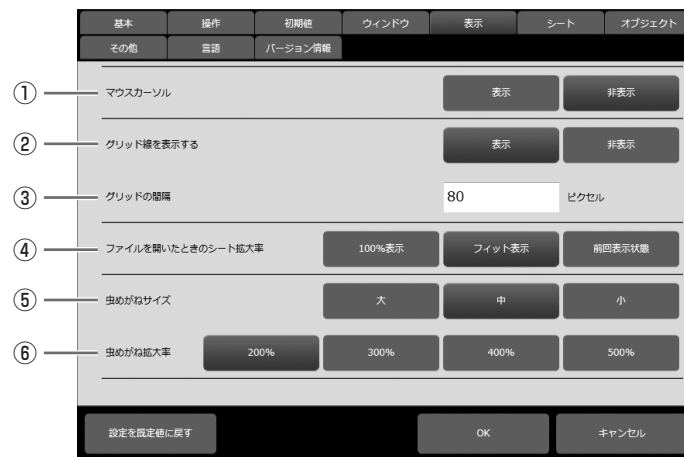 基本 操作 初期値 ウィンドウ 表示 シート オブジェクト
その他 言語 バージョン情報
① マウスカーソル 表示 非表示
② グリッド線を表示する 表示 非表示
③ グリッドの間隔 80 ピクセル
④ ファイルを開いたときのシート拡大率 100%表示 フィット表示 前回表示状態
⑤ 虫めがねサイズ 大 中 小
⑥ 虫めがね拡大率 200% 300% 400% 500%
設定を既定値に戻す OK キャンセル